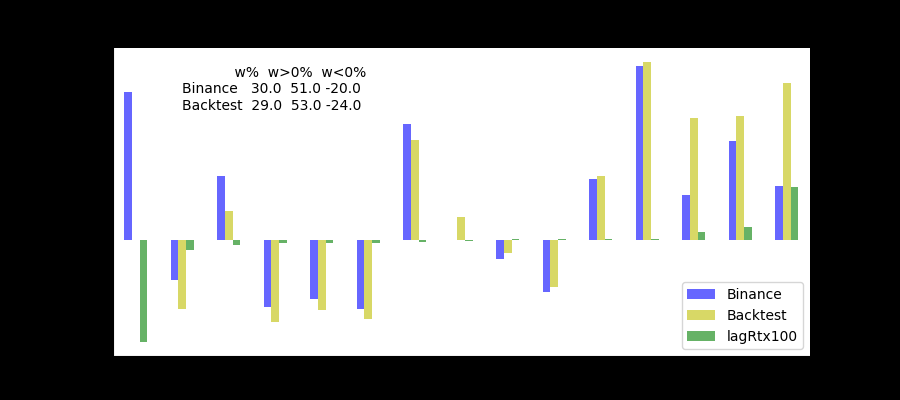 w% w>0% w<0%
Binance 30.0 51.0 -20.0
Backtest 29.0 53.0 -24.0
Binance
Backtest
lagRtx100